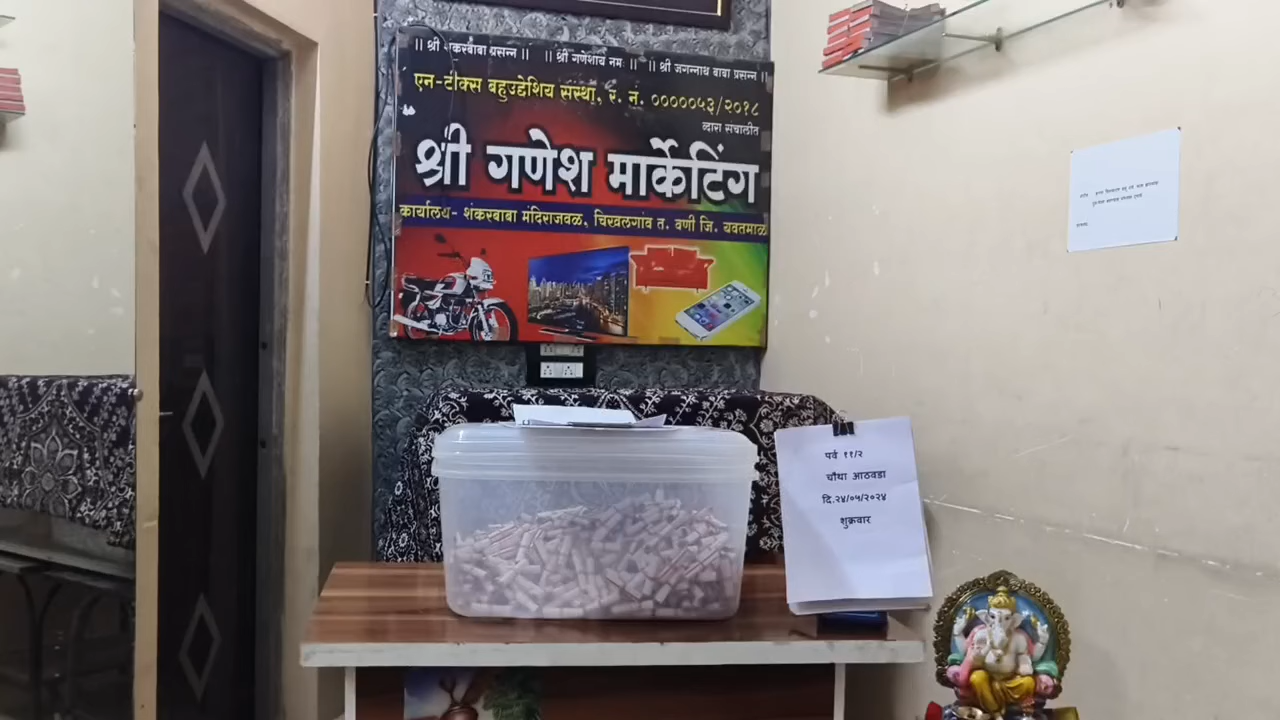 || श्री शंकरबाबा प्रसन्न || || श्री गणेशाय नमः || || श्री जगन्नाथ बाबा प्रसन्न ||
एन-टीक्स बहुउद्देशिय संस्था, र. नं. ०००००५३/२०१८
व्दारा संचालीत
श्री गणेश मार्केटिंग
कार्यालय- शंकरबाबा मंदिराजवळ, चिखलगांव त. वणी जि. यवतमाळ
पर्व ११/२
चौथा आठवडा
दि.२४/०५/२०२४
शुक्रवार